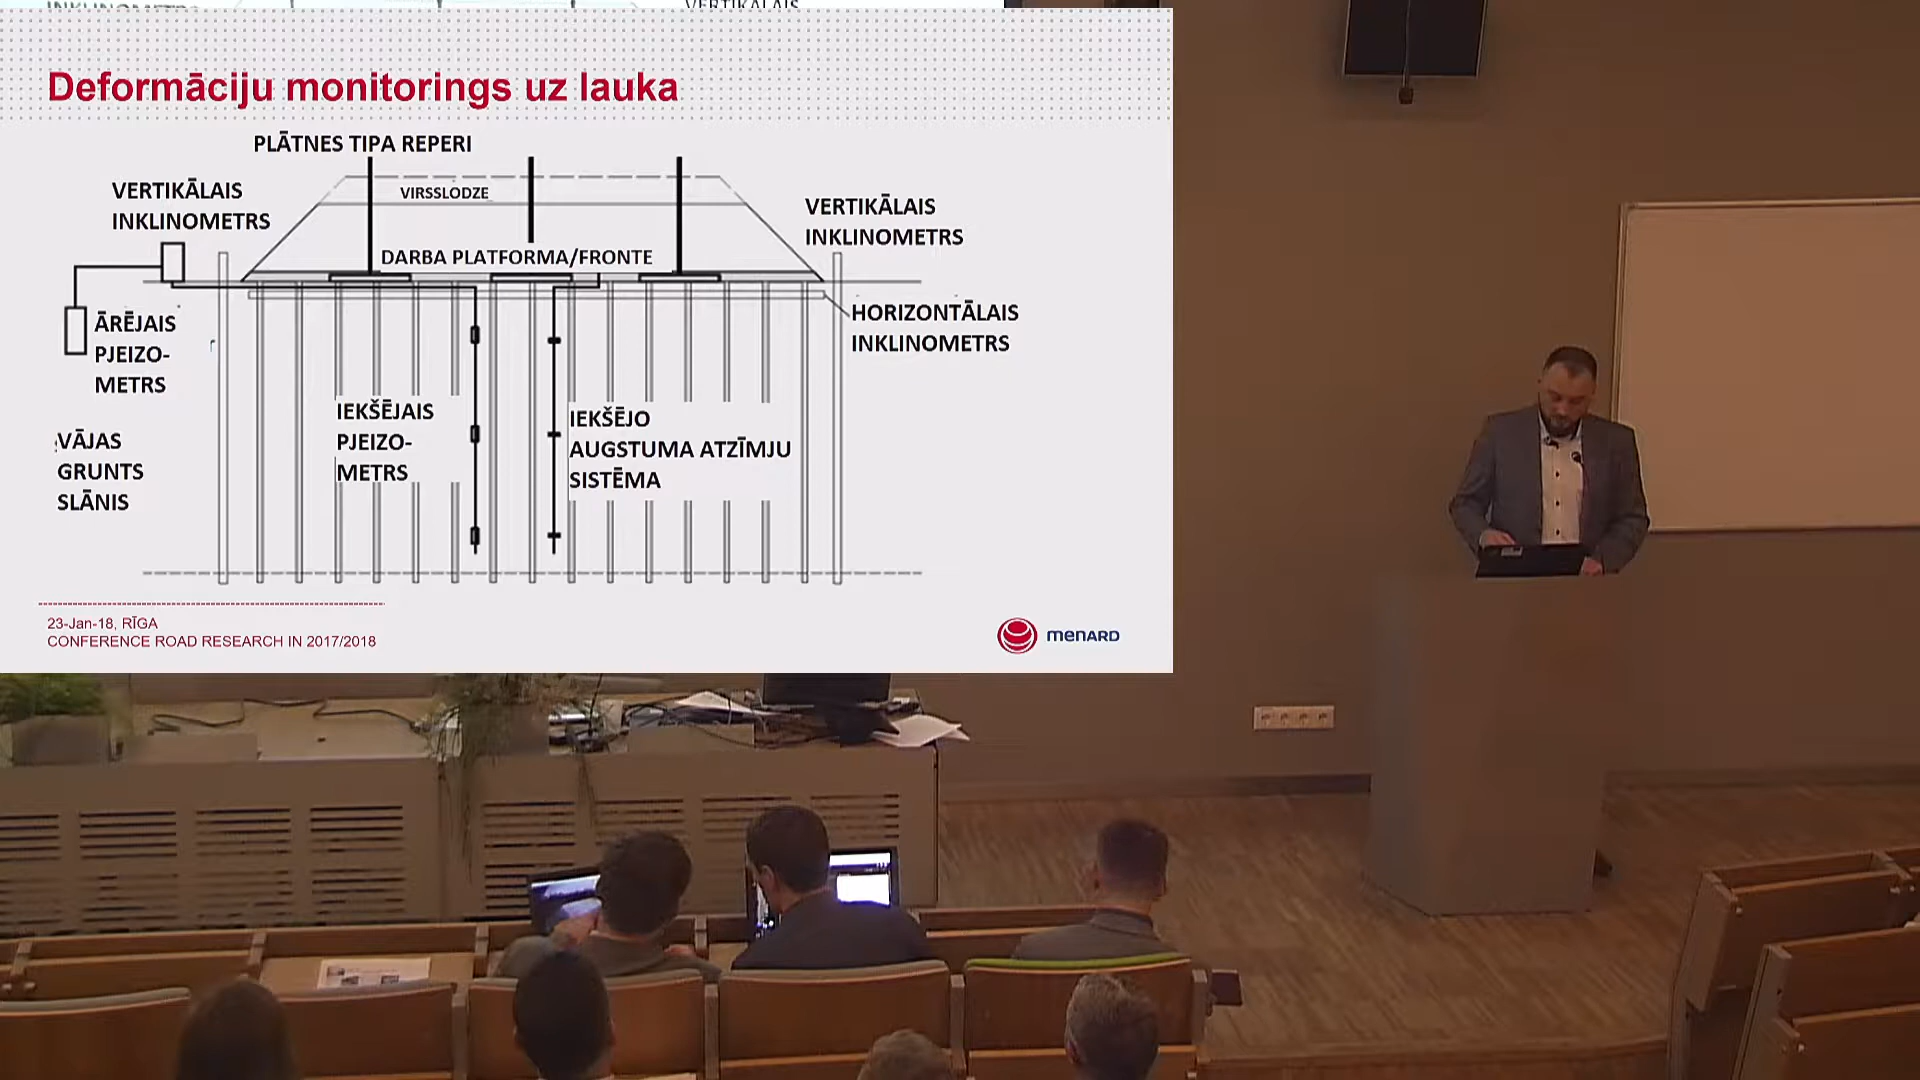 Deformāciju monitorings uz lauka
PLĀTNES TIPA REPERI
VERTIKĀLAIS
INKLINOMETRS
VIRSSLODZE
VERTIKĀLAIS
INKLINOMETRS
DARBA PLATFORMA/FRONTE
HORIZONTĀLAIS
INKLINOMETRS
ĀRĒJAIS
PJEIZO-
METRS
IEKŠĒJAIS
PJEIZO-
METRS
IEKŠĒJO
AUGSTUMA ATZĪMJU
SISTĒMA
VĀJAS
GRUNTS
SLĀNIS
23-Jan-18, RĪGA
CONFERENCE ROAD RESEARCH IN 2017/2018
menard